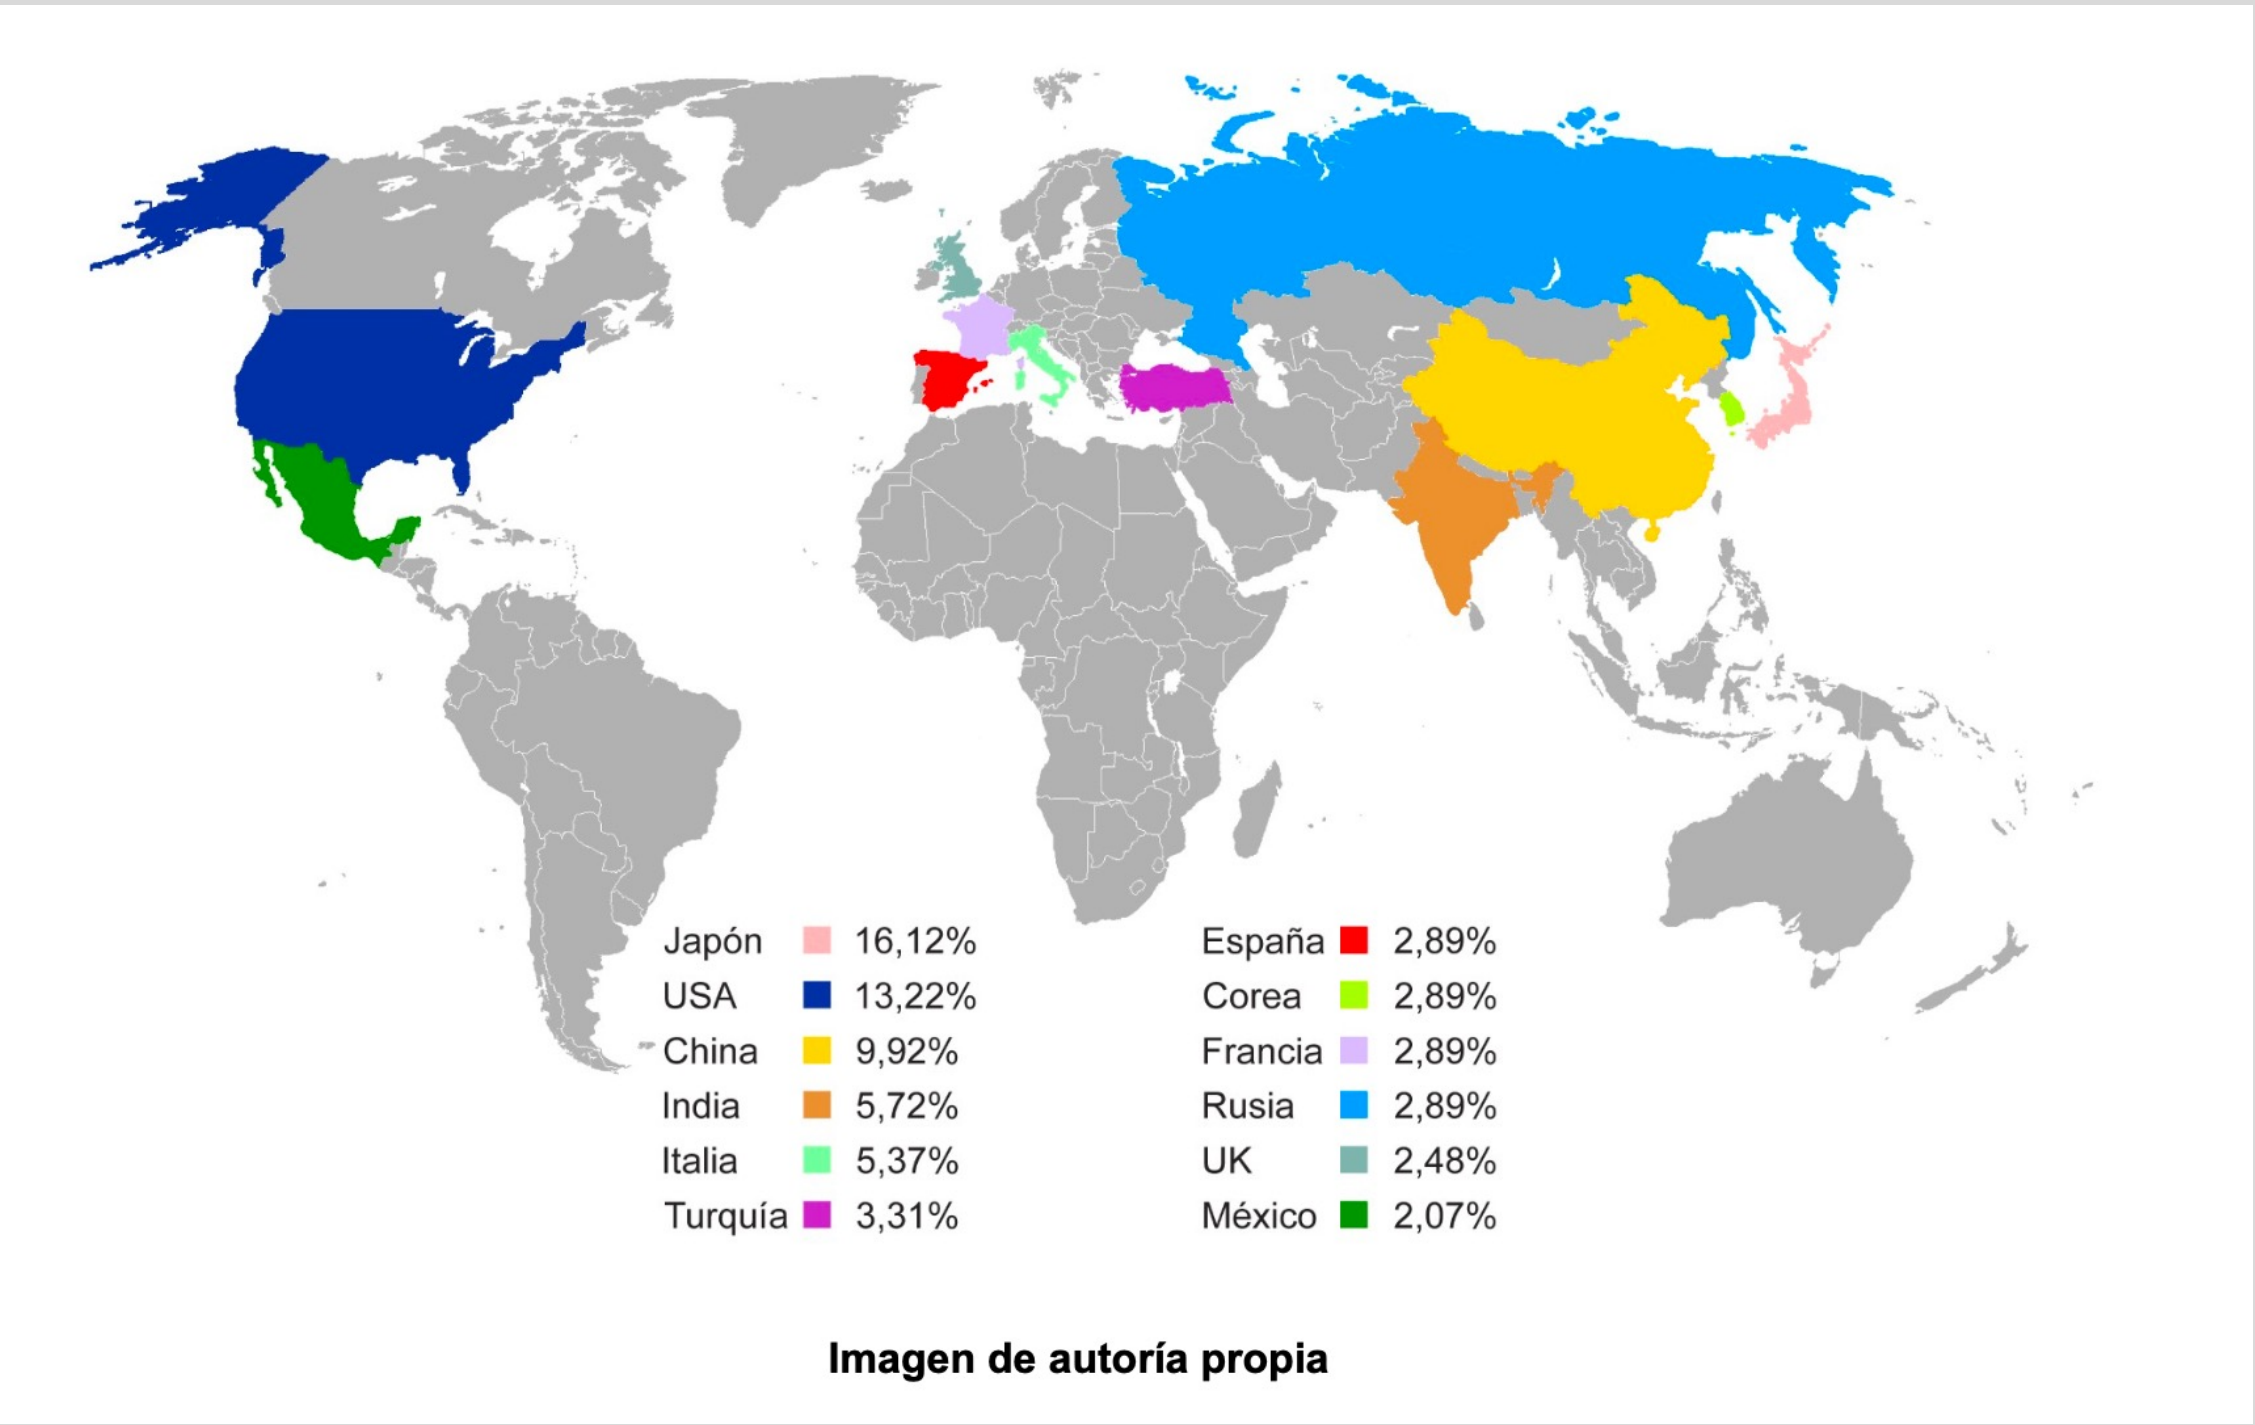 Japón 16,12%
USA 13,22%
China 9,92%
India 5,72%
Italia 5,37%
Turquía 3,31%
España 2,89%
Corea 2,89%
Francia 2,89%
Rusia 2,89%
UK 2,48%
México 2,07%
Imagen de autoría propia